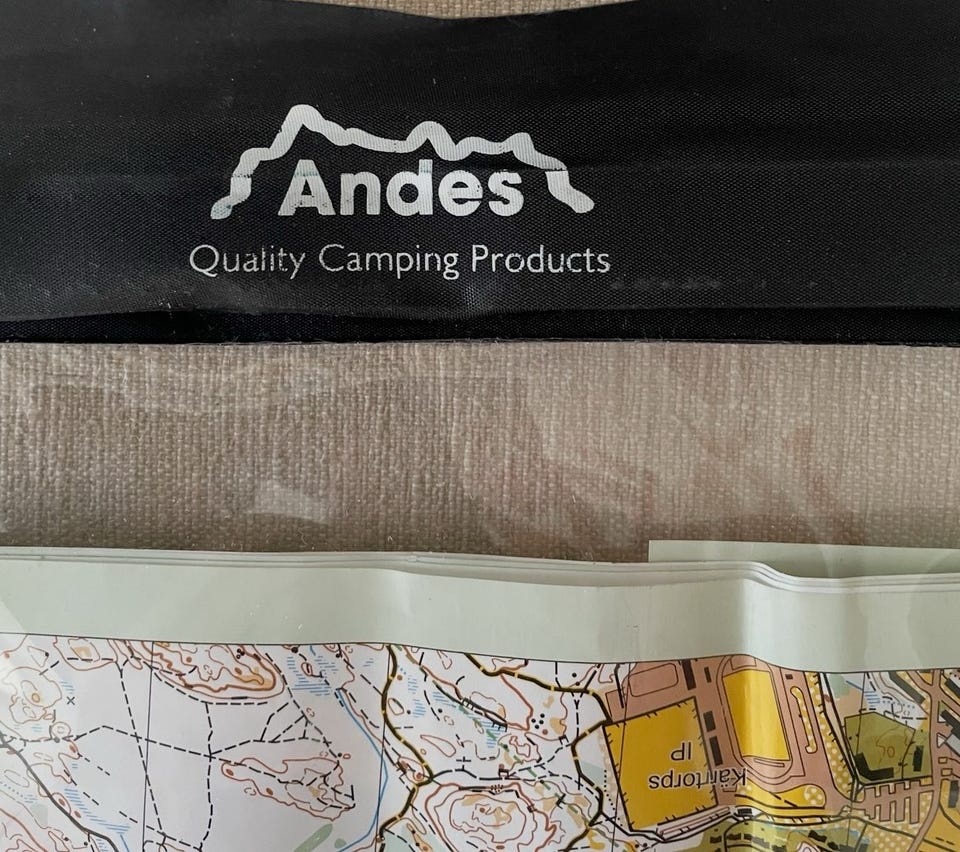 Andes
Quality Camping Products
Kärrtorps
IP